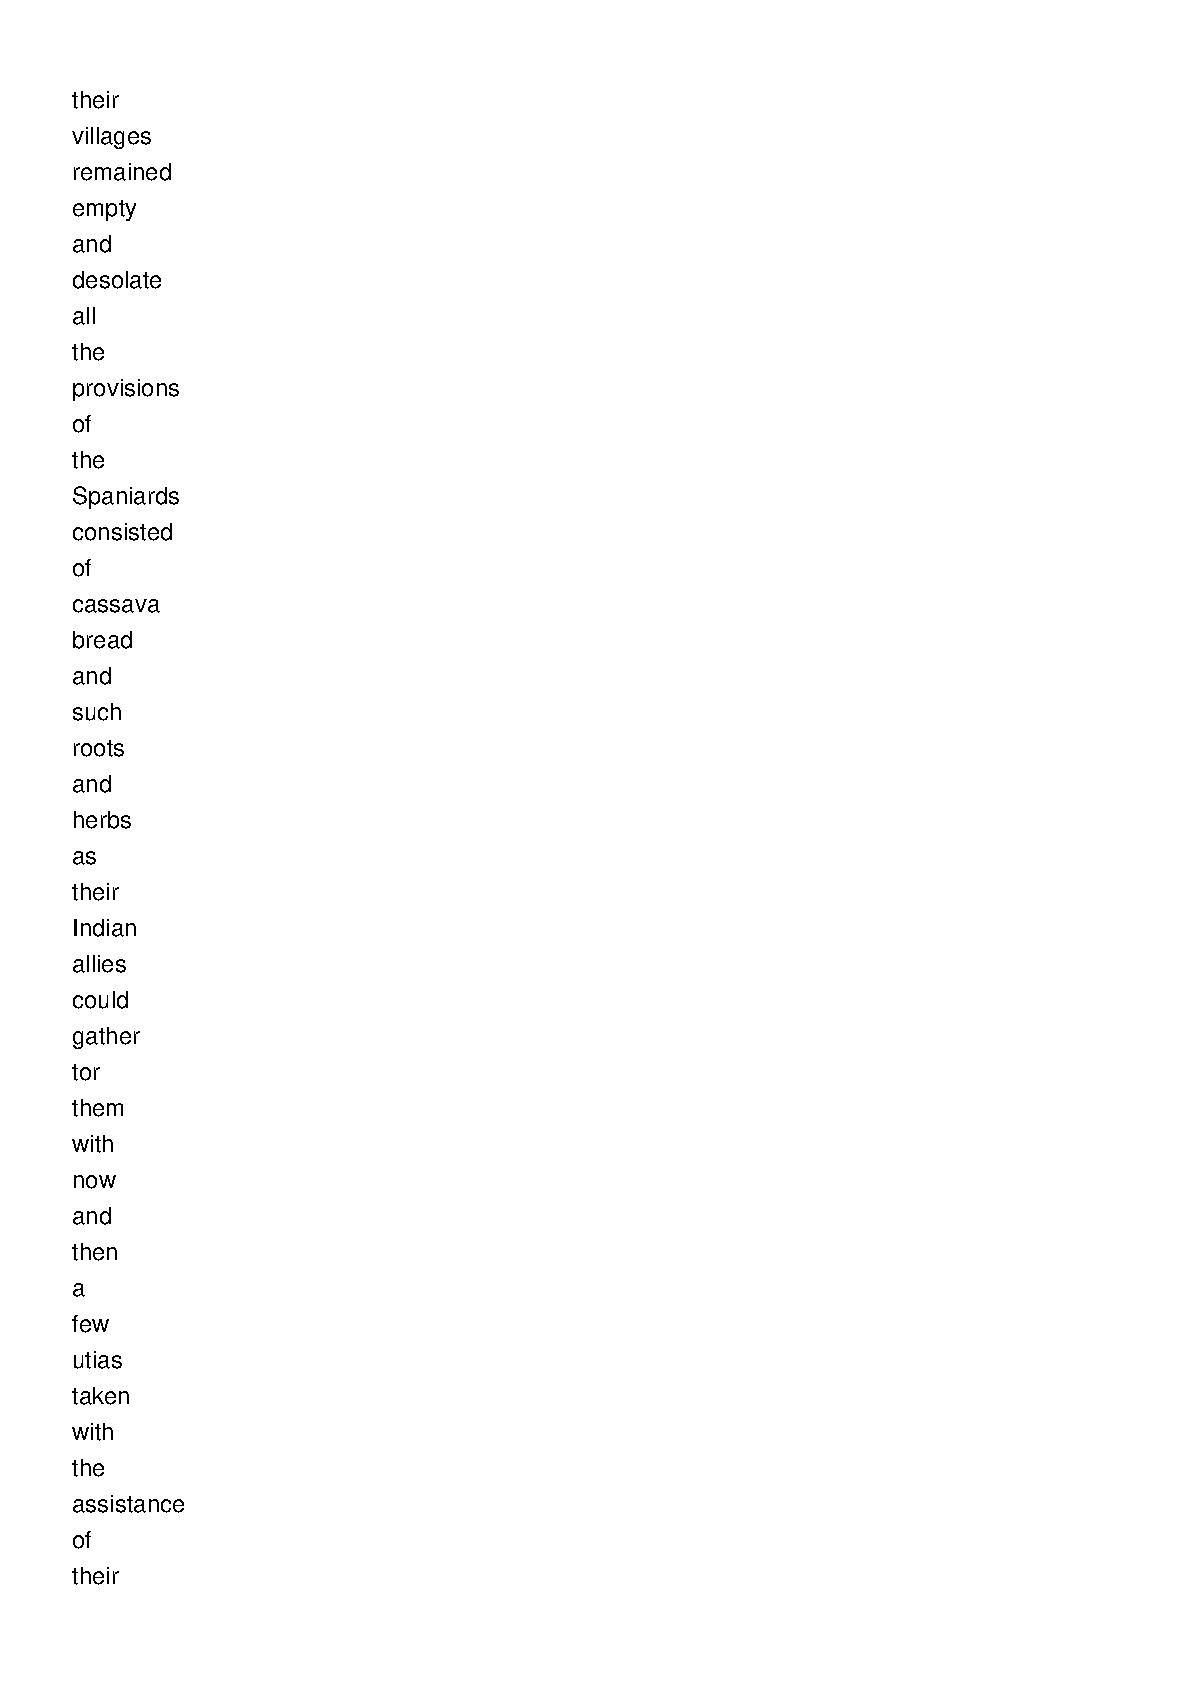 their
villages
remained
empty
and
desolate
all
the
provisions
of
the
Spaniards
consisted
of
cassava
bread
and
such
roots
and
herbs
as
their
Indian
allies
could
gather
tor
them
with
now
and
then
a
few
utias
taken
with
the
assistance
of
their